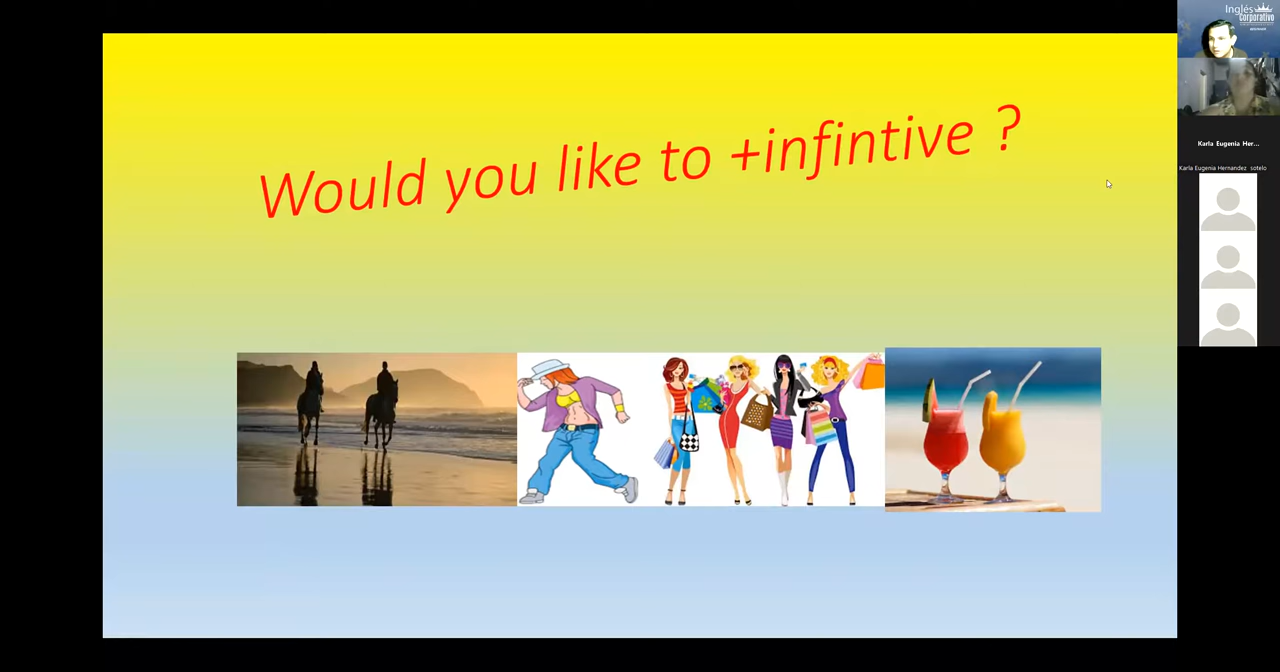 Would you like to +infintive ?
Inglés
Corporativo
Karla Eugenia Her...
Karla Eugenia Hernandez sotelo